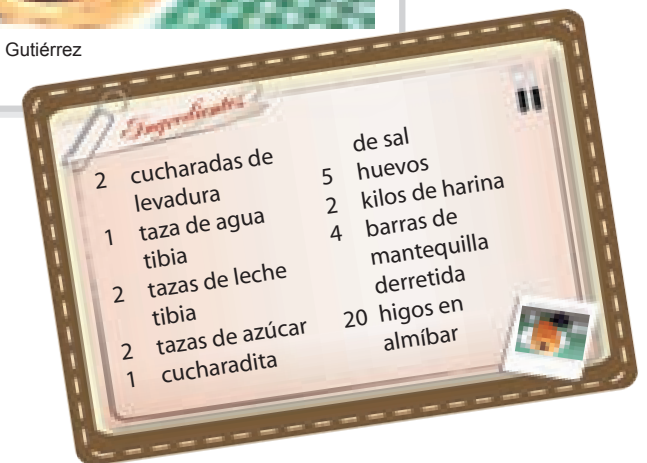 Gutiérrez
Ingredientes
2 cucharadas de
levadura
1 taza de agua
tibia
2 tazas de leche
tibia
2 tazas de azúcar
1 cucharadita
de sal
5 huevos
2 kilos de harina
4 barras de
mantequilla
derretida
20 higos en
almíbar